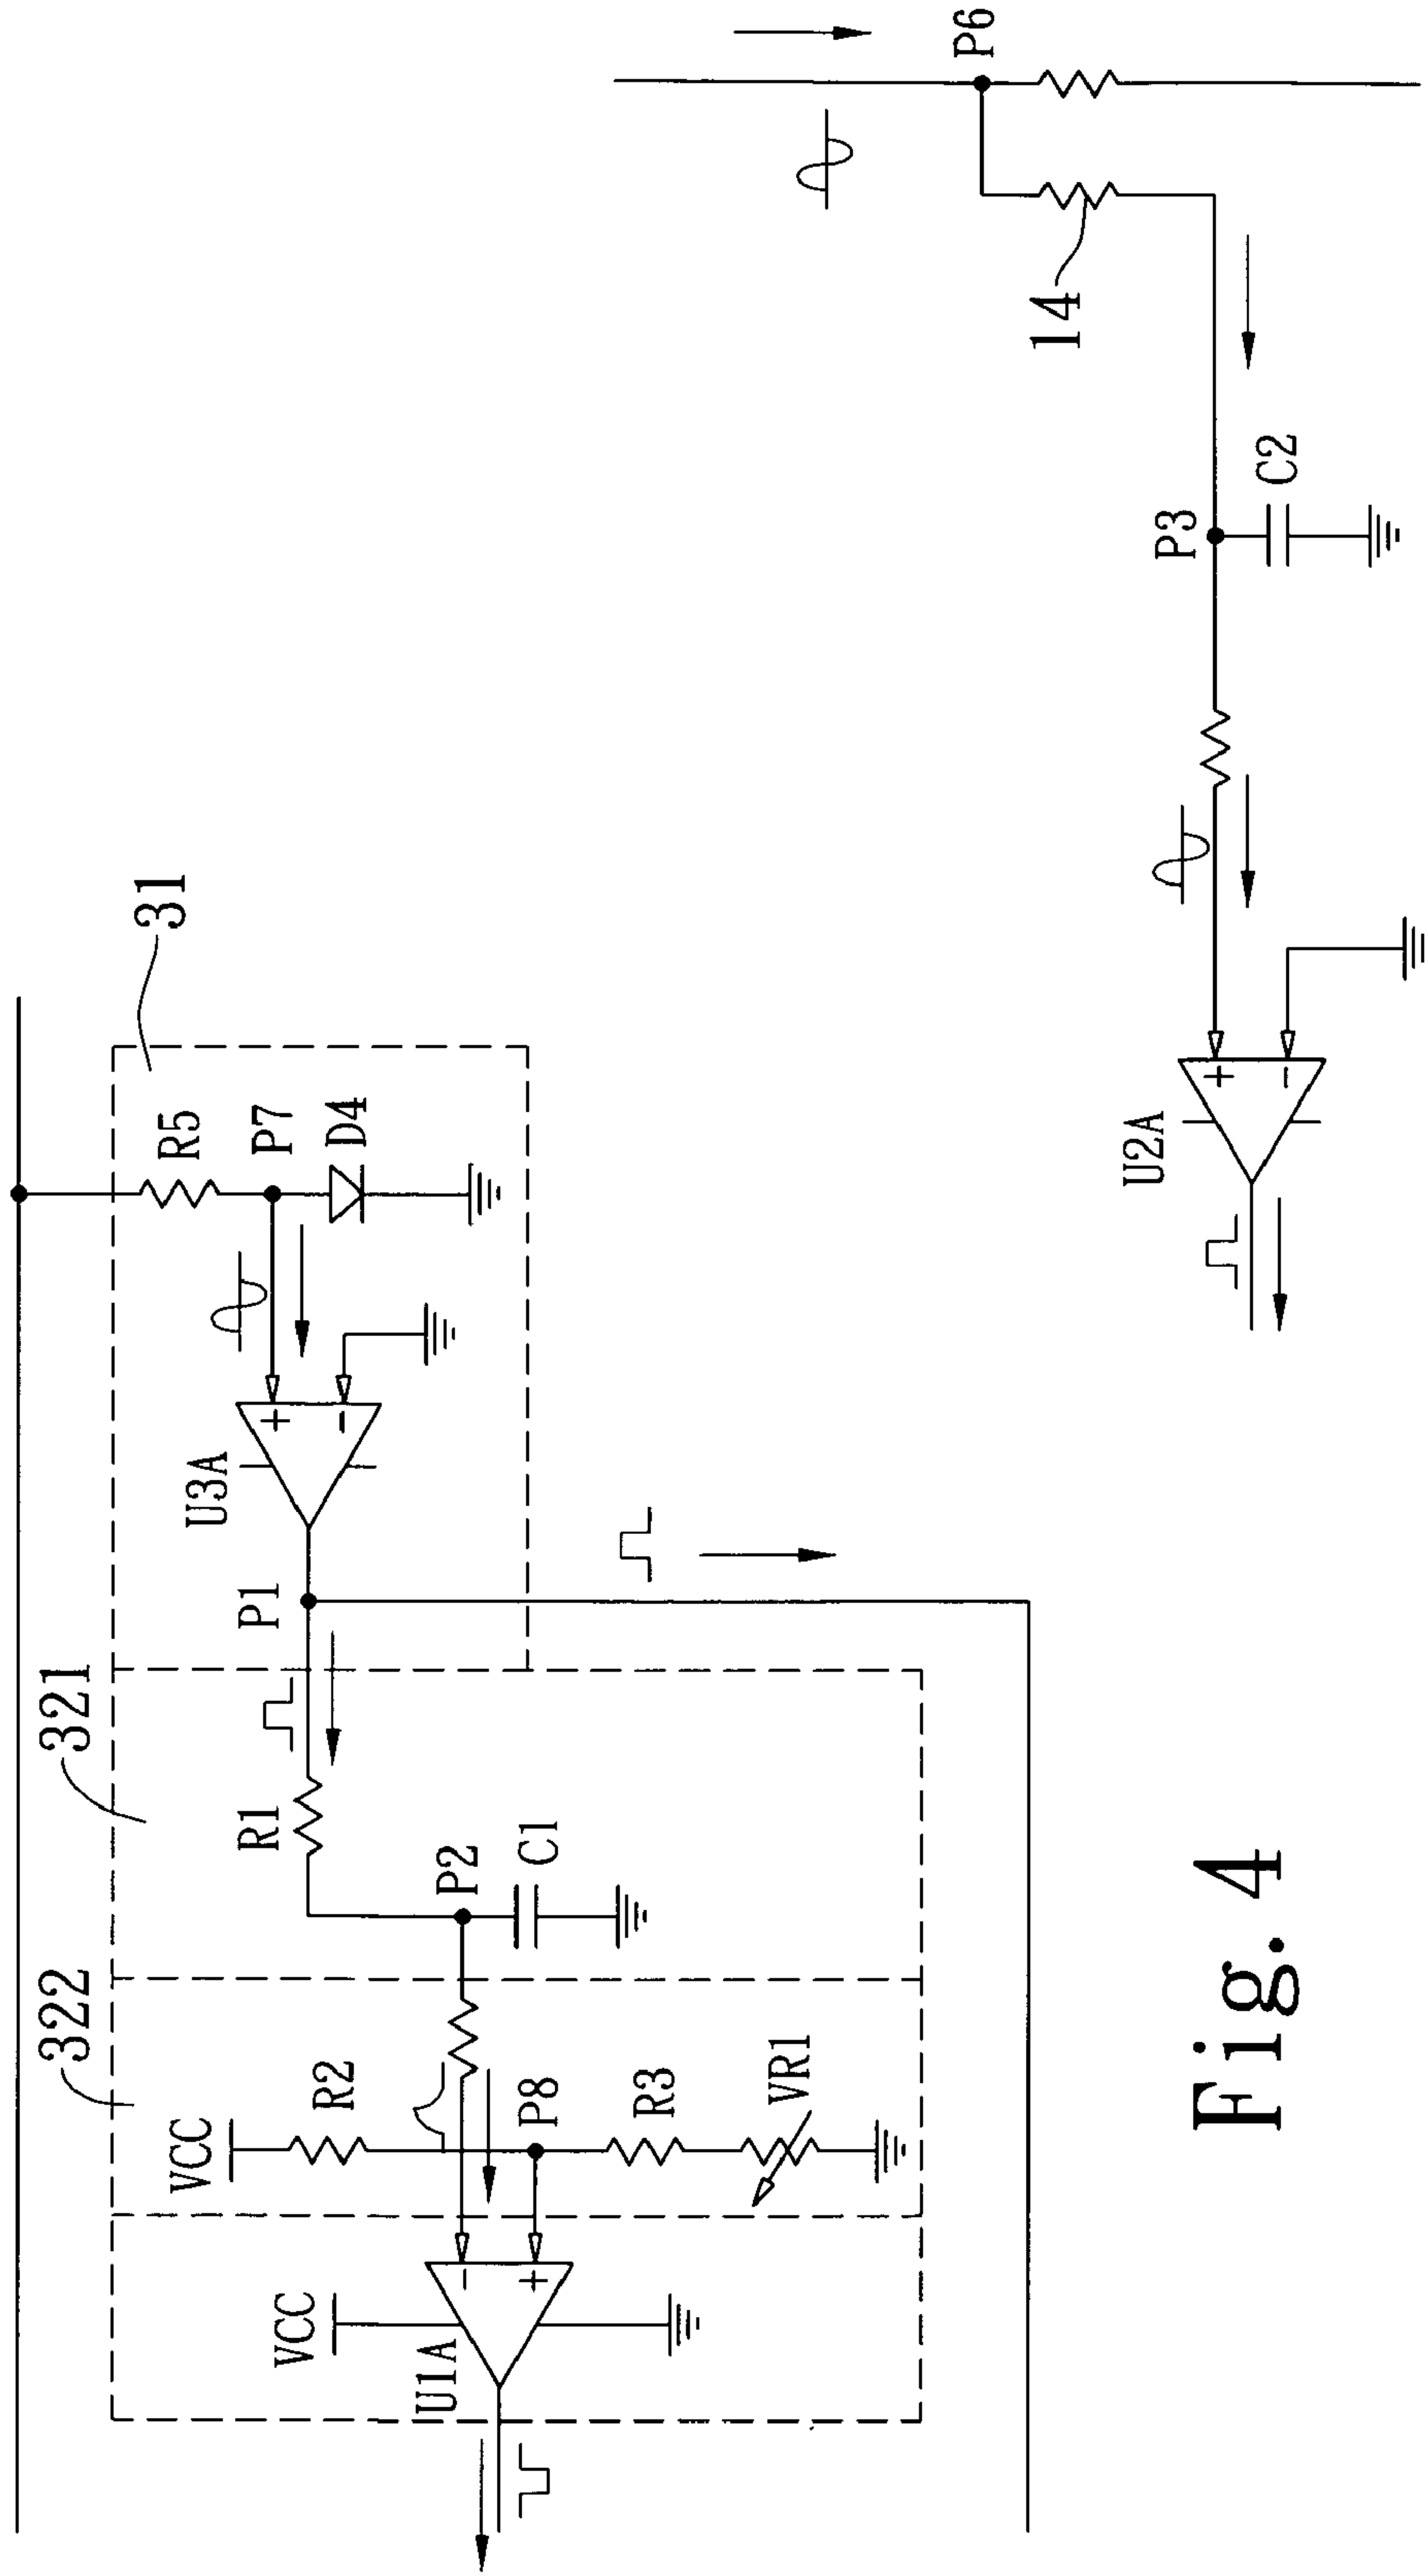 31
R5
P7
D4
+
-
U3A
P1
321
R1
P2
C1
322
VCC
R2
P8
R3
VR1
VCC
-
+
U1A
P6
14
P3
C2
+
-
U2A
Fig. 4